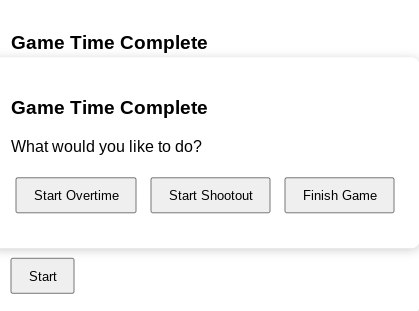 Game Time Complete
Game Time Complete
What would you like to do?
Start Overtime Start Shootout Finish Game
Start